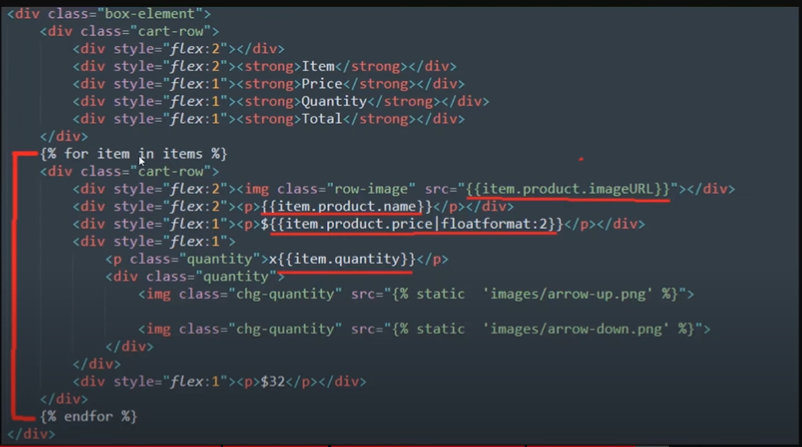 <div class="box-element">
<div class="cart-row">
<div style="flex:2"></div>
<div style="flex:2"><strong>Item</strong></div>
<div style="flex:1"><strong>Price</strong></div>
<div style="flex:1"><strong>Quantity</strong></div>
<div style="flex:1"><strong>Total</strong></div>
</div>
{% for item in items %}
<div class="cart-row">
<div style="flex:2"><img class="row-image" src="{{item.product.imageURL}}"></div>
<div style="flex:2"><p>{{item.product.name}}</p></div>
<div style="flex:1"><p>${{item.product.price|floatformat:2}}</p></div>
<div style="flex:1">
<p class="quantity">x{{item.quantity}}</p>
<div class="quantity">
<img class="chg-quantity" src="{% static  'images/arrow-up.png' %}">
<img class="chg-quantity" src="{% static  'images/arrow-down.png' %}">
</div>
</div>
<div style="flex:1"><p>$32</p></div>
</div>
{% endfor %}
</div>